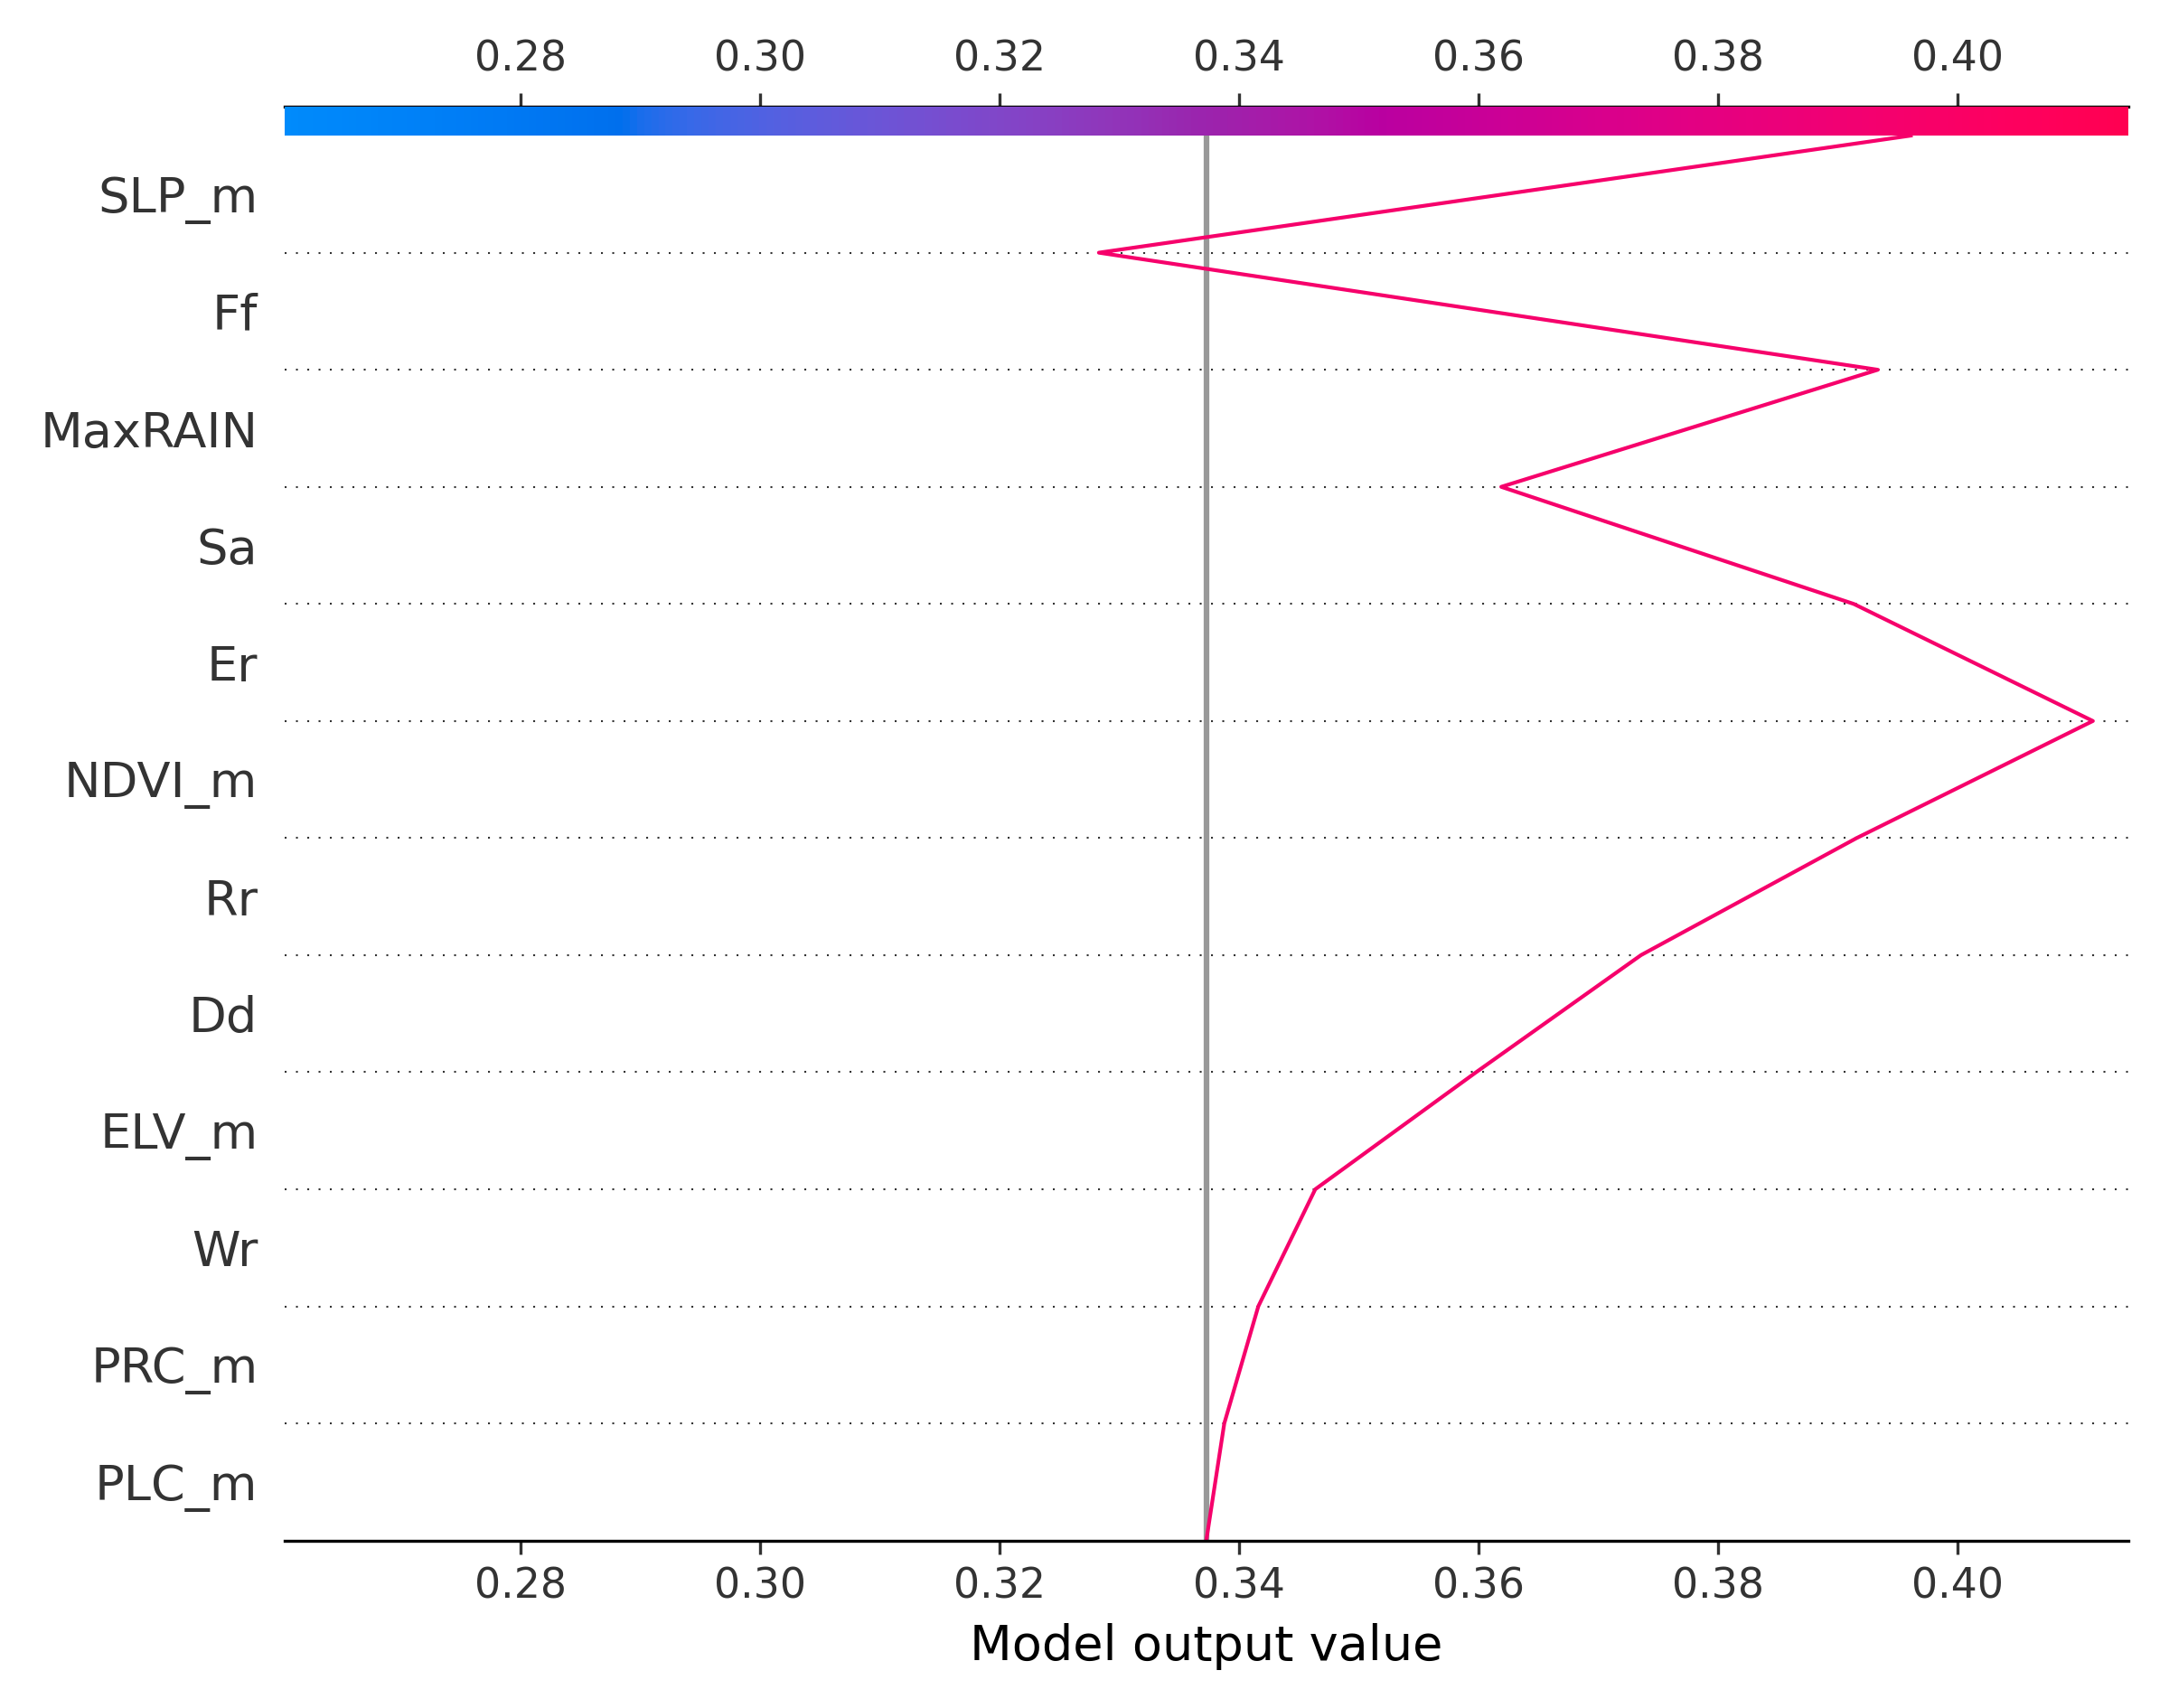 0.28 0.30 0.32 0.34 0.36 0.38 0.40
SLP_m
Ff
MaxRAIN
Sa
Er
NDVI_m
Rr
Dd
ELV_m
Wr
PRC_m
PLC_m
0.28 0.30 0.32 0.34 0.36 0.38 0.40
Model output value